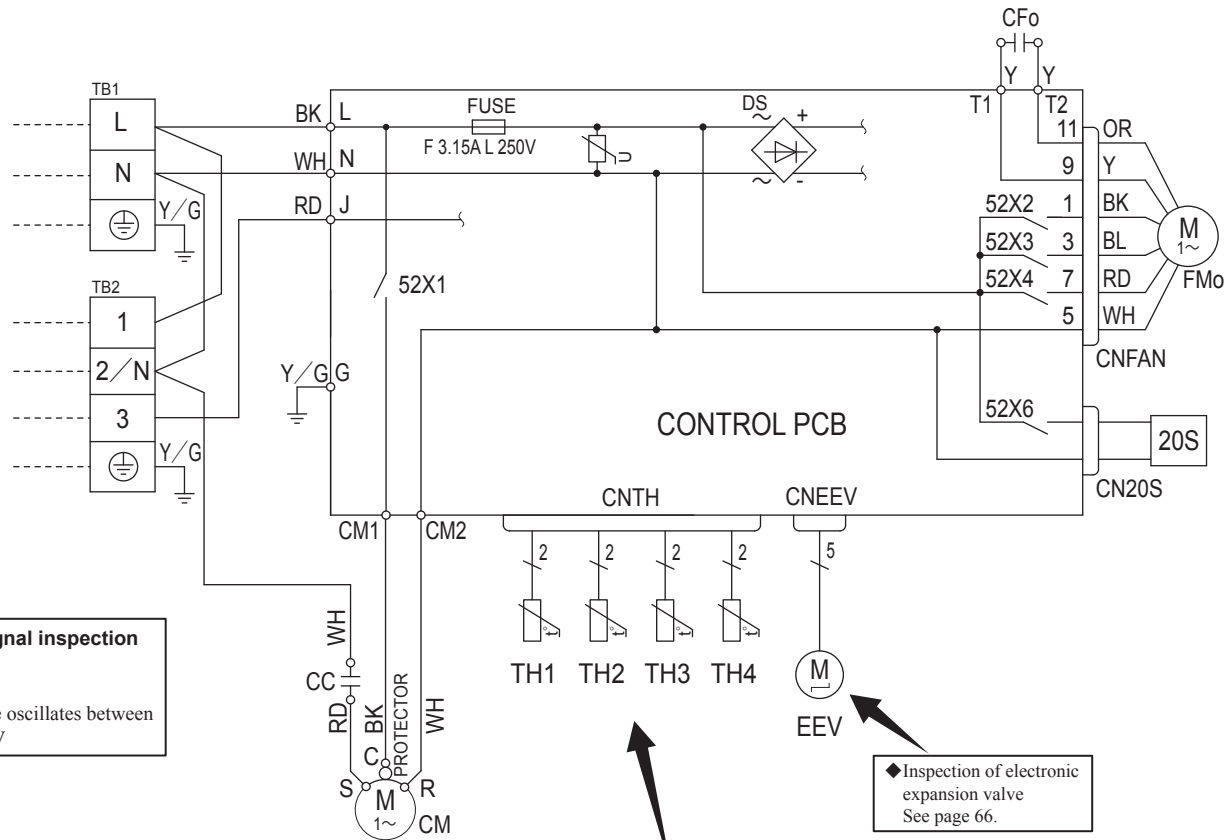 CFo
Y Y
T1 T2
TB1
L
N
Y/G
BK L
WH N
RD J
FUSE
F 3.15A L 250V
U
DS
+
-
11 OR
9 Y
52X2 1 BK
52X3 3 BL
52X4 7 RD
5 WH
M
1~
FMo
CNFAN
52X1
TB2
1
2/N
3
Y/G
Y/G G
CONTROL PCB
52X6
20S
CN20S
CNTH
CNEEV
CM1 CM2
2 2 2 2 5
t° t° t° t°
TH1 TH2 TH3 TH4
M
EEV
gnal inspection
e oscillates between
WH
CC
RD
BK
PROTECTOR
WH
C
S R
M
1~
CM
◆Inspection of electronic
expansion valve
See page 66.